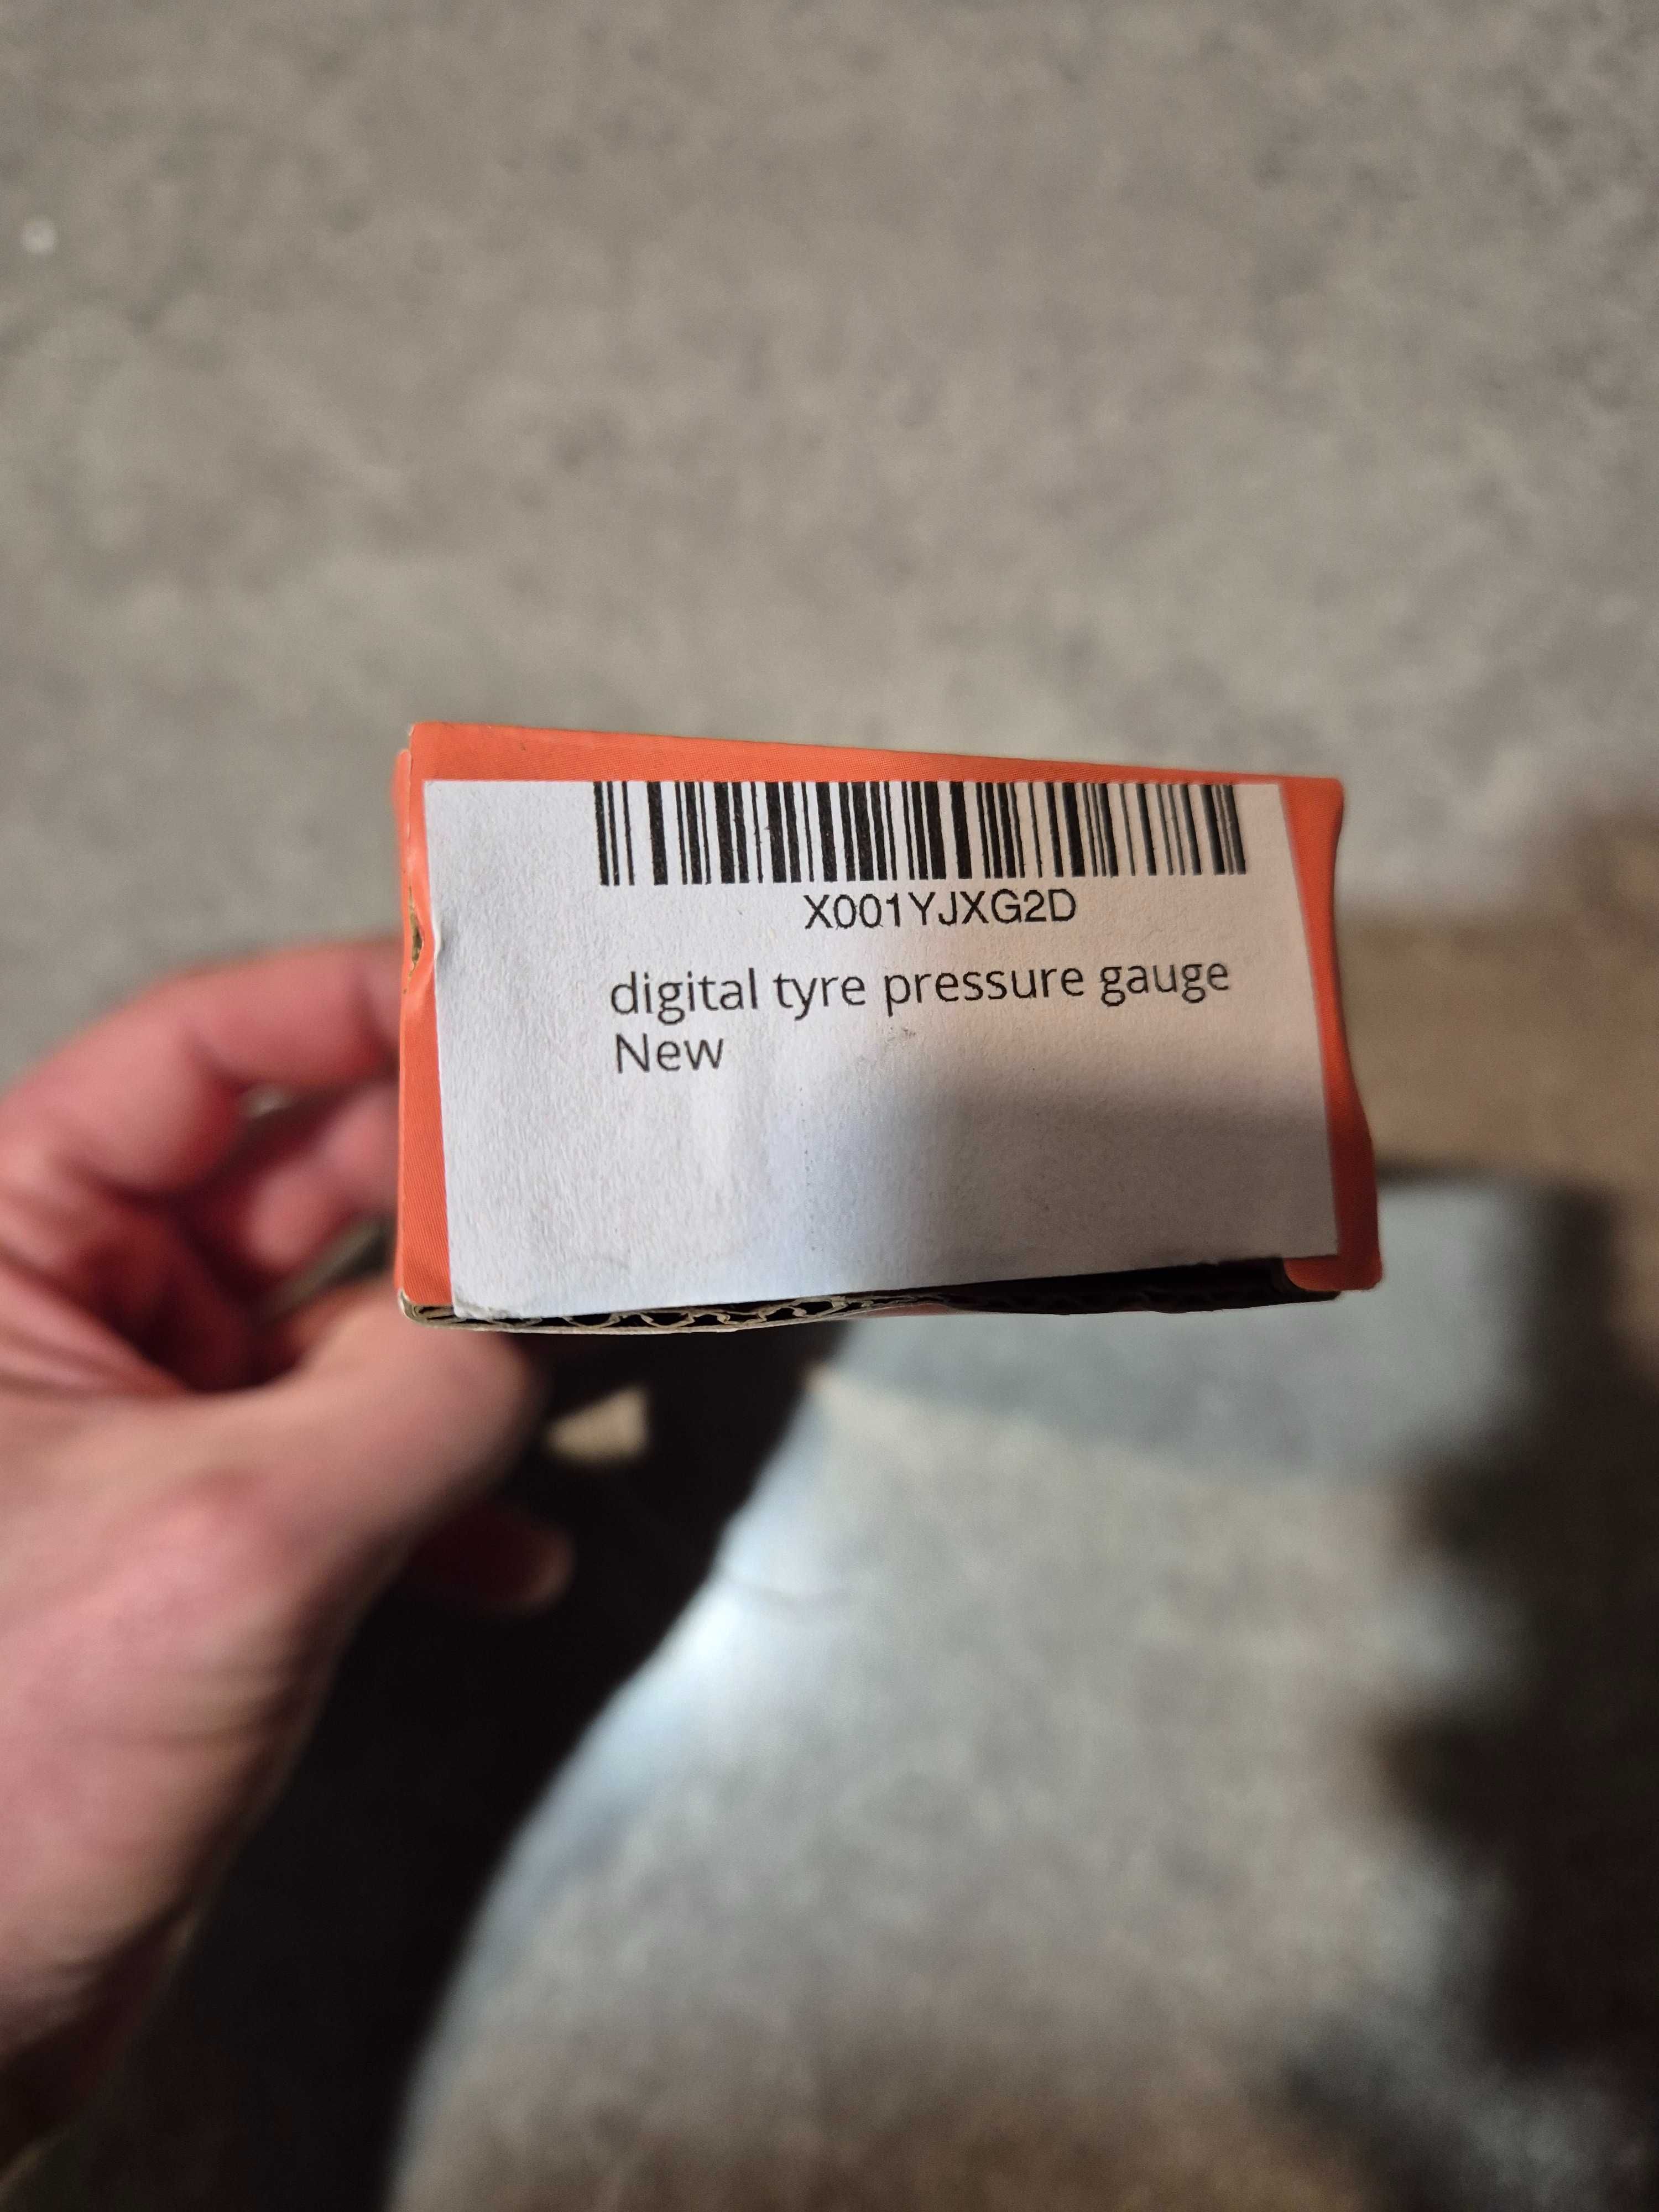 X001YJXG2D
digital tyre pressure gauge
New